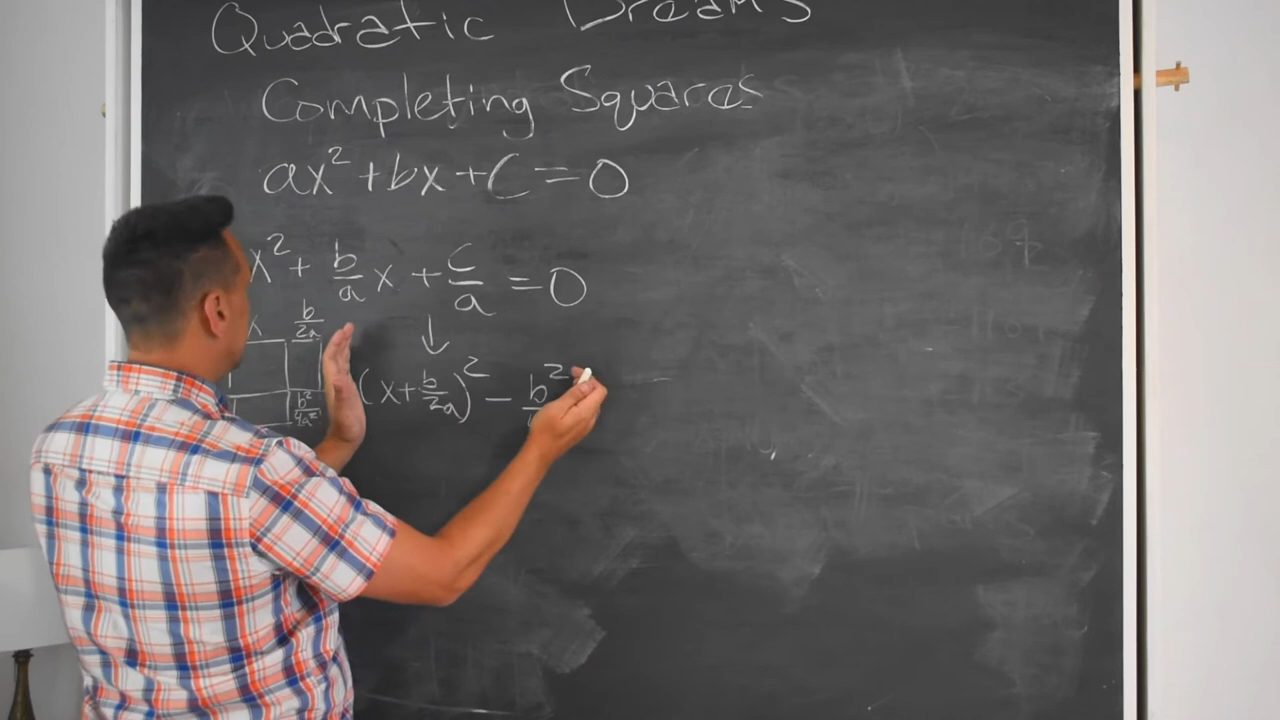 Quadratic Dreams
Completing Squares
ax² + bx + c = 0
x² + b/a x + c/a = 0
x b/2a
↓
b²/4a² (x + b/2a)² - b²